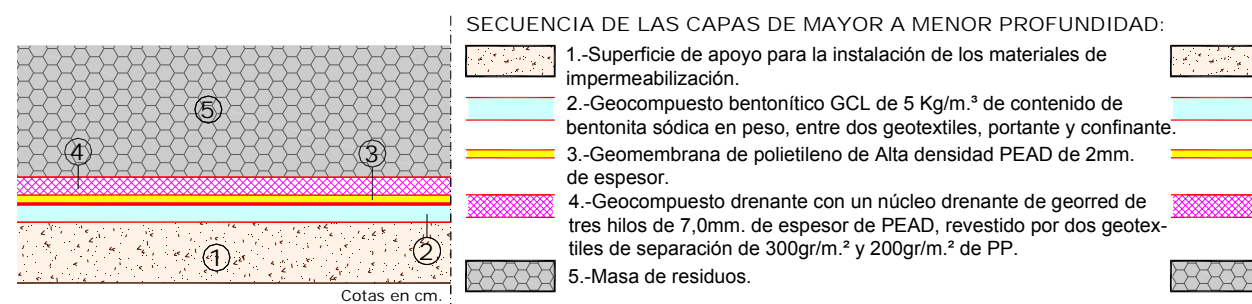 SECUENCIA DE LAS CAPAS DE MAYOR A MENOR PROFUNDIDAD:
1.-Superficie de apoyo para la instalación de los materiales de
impermeabilización.
2.-Geocompuesto bentonítico GCL de 5 Kg/m.³ de contenido de
bentonita sódica en peso, entre dos geotextiles, portante y confinante.
3.-Geomembrana de polietileno de Alta densidad PEAD de 2mm.
de espesor.
4.-Geocompuesto drenante con un núcleo drenante de georred de
tres hilos de 7,0mm. de espesor de PEAD, revestido por dos geotex-
tiles de separación de 300gr/m.² y 200gr/m.² de PP.
5.-Masa de residuos.
5
4
3
1
2
Cotas en cm.